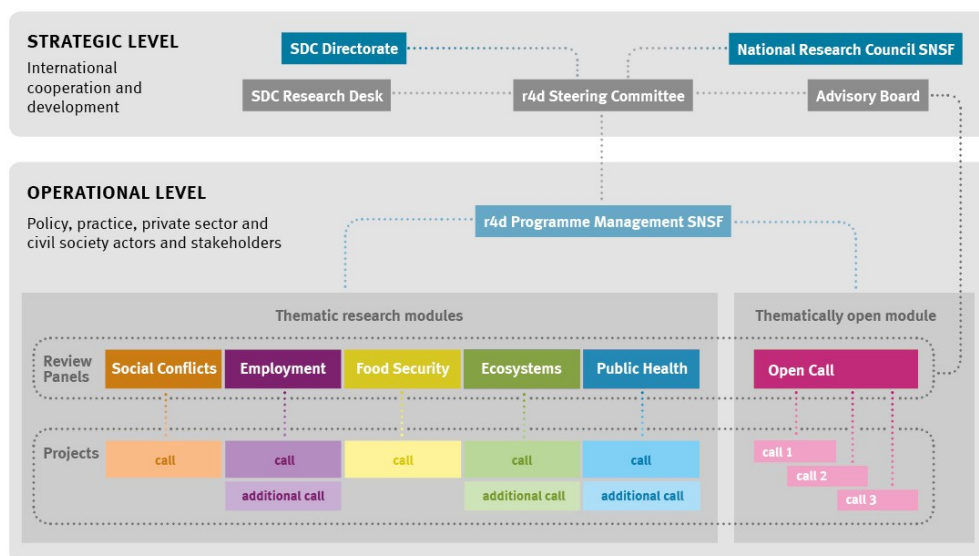 STRATEGIC LEVEL
International
cooperation and
development
SDC Directorate
National Research Council SNSF
SDC Research Desk
r4d Steering Committee
Advisory Board
OPERATIONAL LEVEL
Policy, practice, private sector and
civil society actors and stakeholders
r4d Programme Management SNSF
Thematic research modules
Thematically open module
Review
Panels
Social Conflicts
Employment
Food Security
Ecosystems
Public Health
Open Call
Projects
call
call
call
call
call
additional call
additional call
additional call
call 1
call 2
call 3